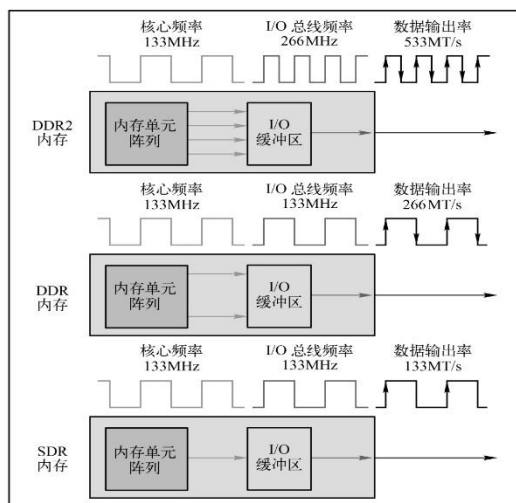 核心频率 I/O 总线频率 数据输出率
133MHz 266MHz 533MT/s
DDR2
内存
内存单元
阵列
I/O
缓冲区
核心频率 I/O 总线频率 数据输出率
133MHz 133MHz 266MT/s
DDR
内存
内存单元
阵列
I/O
缓冲区
核心频率 I/O 总线频率 数据输出率
133MHz 133MHz 133MT/s
SDR
内存
内存单元
阵列
I/O
缓冲区